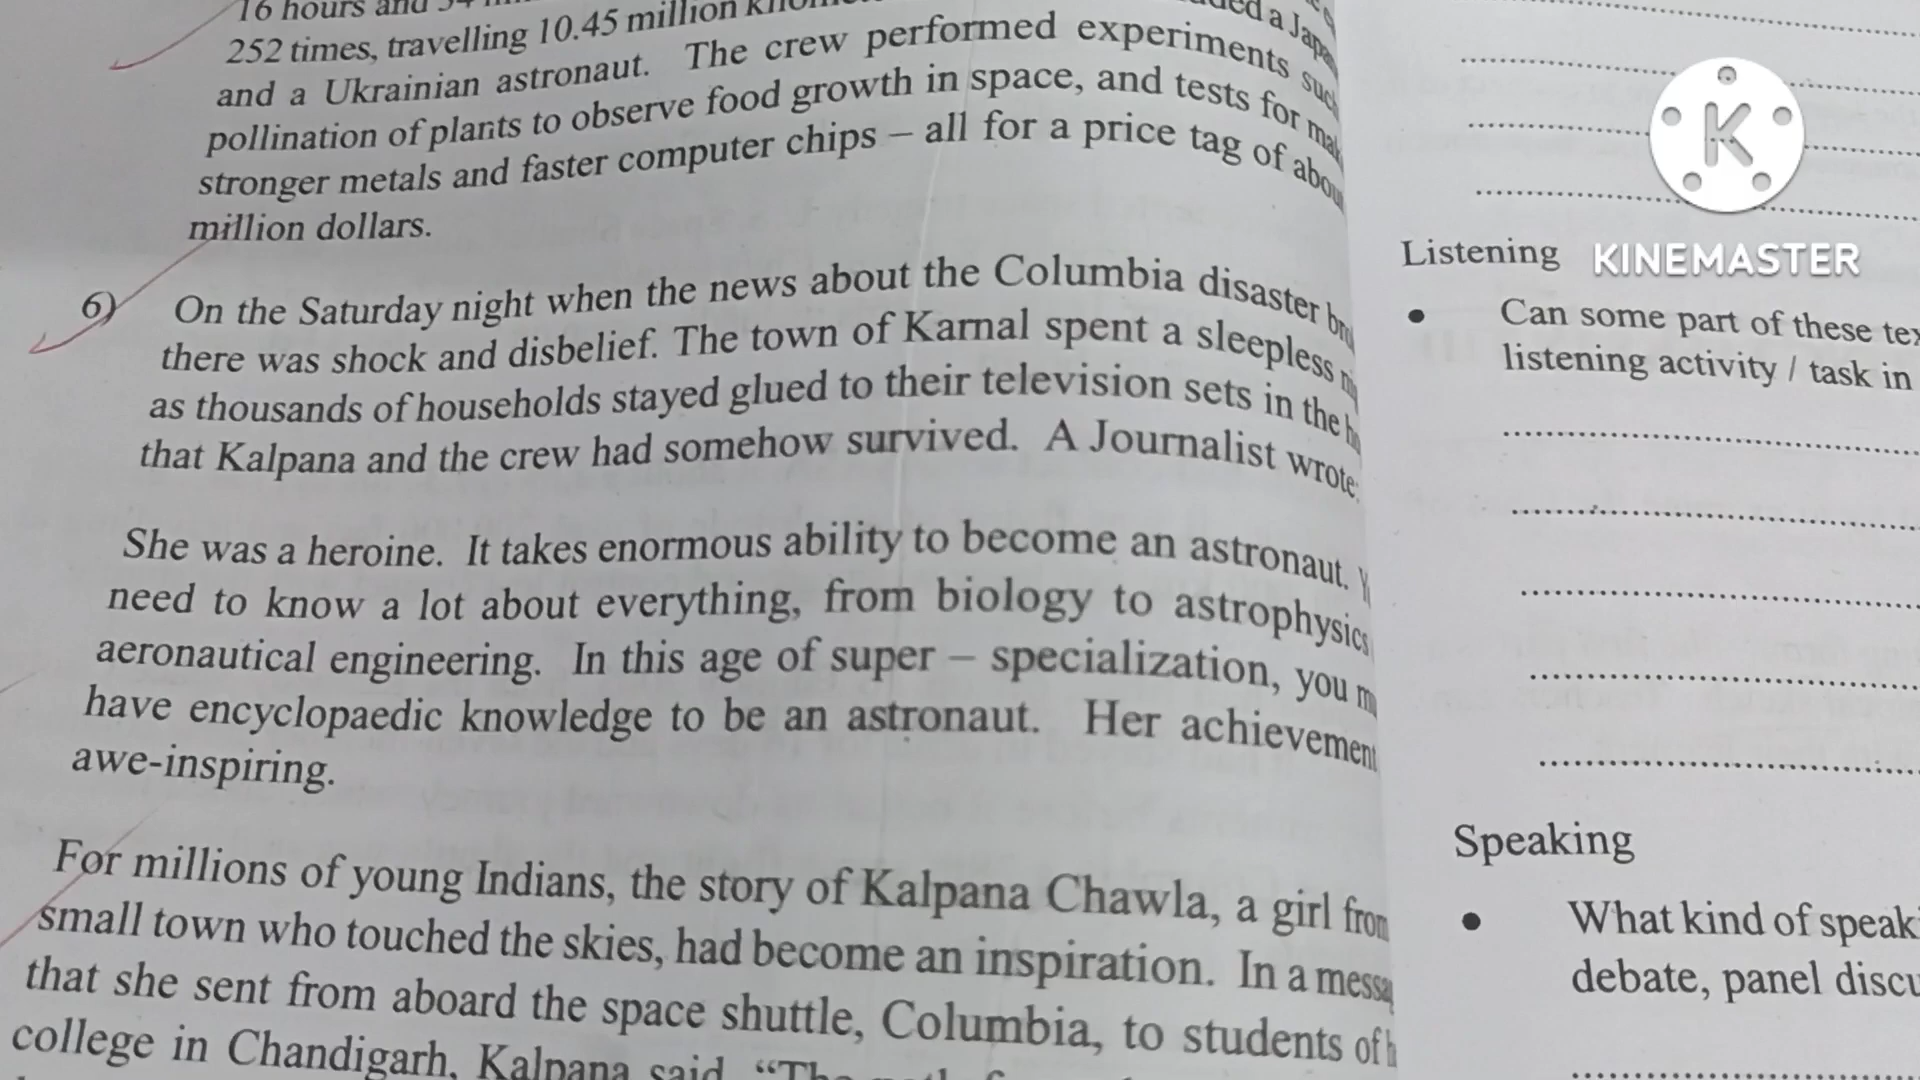 16 hours and
252 times, travelling 10.45 million
and a Ukrainian astronaut. The crew performed experiments such
pollination of plants to observe food growth in space, and tests for
stronger metals and faster computer chips – all for a price tag of
million dollars.
6) On the Saturday night when the news about the Columbia disaster
there was shock and disbelief. The town of Karnal spent a sleepless
as thousands of households stayed glued to their television sets in the
that Kalpana and the crew had somehow survived. A Journalist wrote:
She was a heroine. It takes enormous ability to become an astronaut.
need to know a lot about everything, from biology to astrophysics
aeronautical engineering. In this age of super – specialization, you
have encyclopaedic knowledge to be an astronaut. Her achievement
awe-inspiring.
For millions of young Indians, the story of Kalpana Chawla, a girl from
small town who touched the skies, had become an inspiration. In a
that she sent from aboard the space shuttle, Columbia, to students of
college in Chandigarh, Kalpana said, "The
K
KINEMASTER
Listening
• Can some part of these
listening activity / task in
Speaking
• What kind of
debate, panel